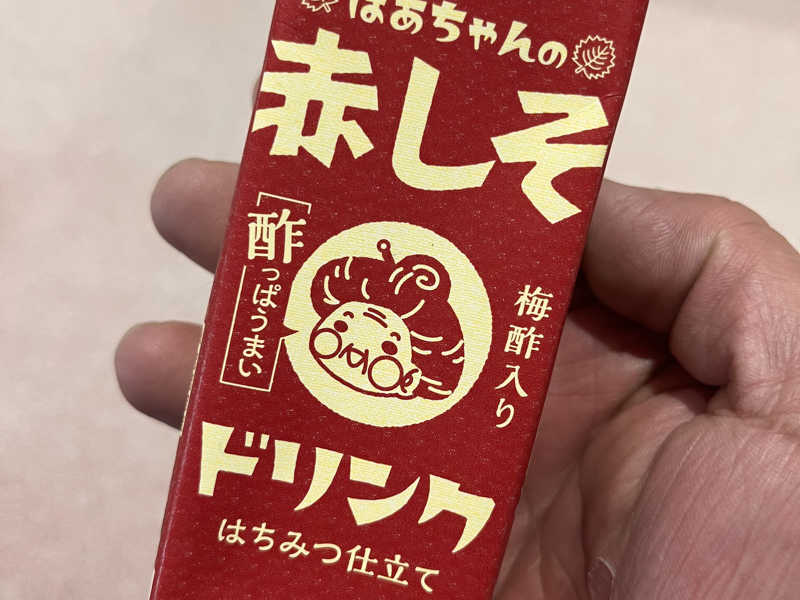 ばあちゃんの
赤しそ
酢っぱうまい
梅酢入り
ドリンク
はちみつ仕立て